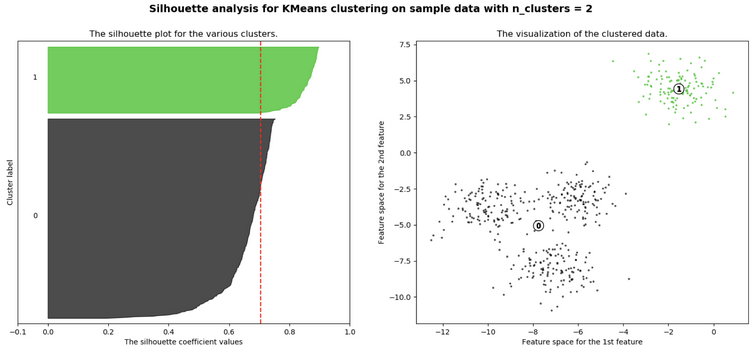 Silhouette analysis for KMeans clustering on sample data with n_clusters = 2
The silhouette plot for the various clusters.
1
0
Cluster label
−0.1 0.0 0.2 0.4 0.6 0.8 1.0
The silhouette coefficient values
The visualization of the clustered data.
7.5
5.0
2.5
0.0
−2.5
−5.0
−7.5
−10.0
Feature space for the 2nd feature
1
0
−12 −10 −8 −6 −4 −2 0
Feature space for the 1st feature